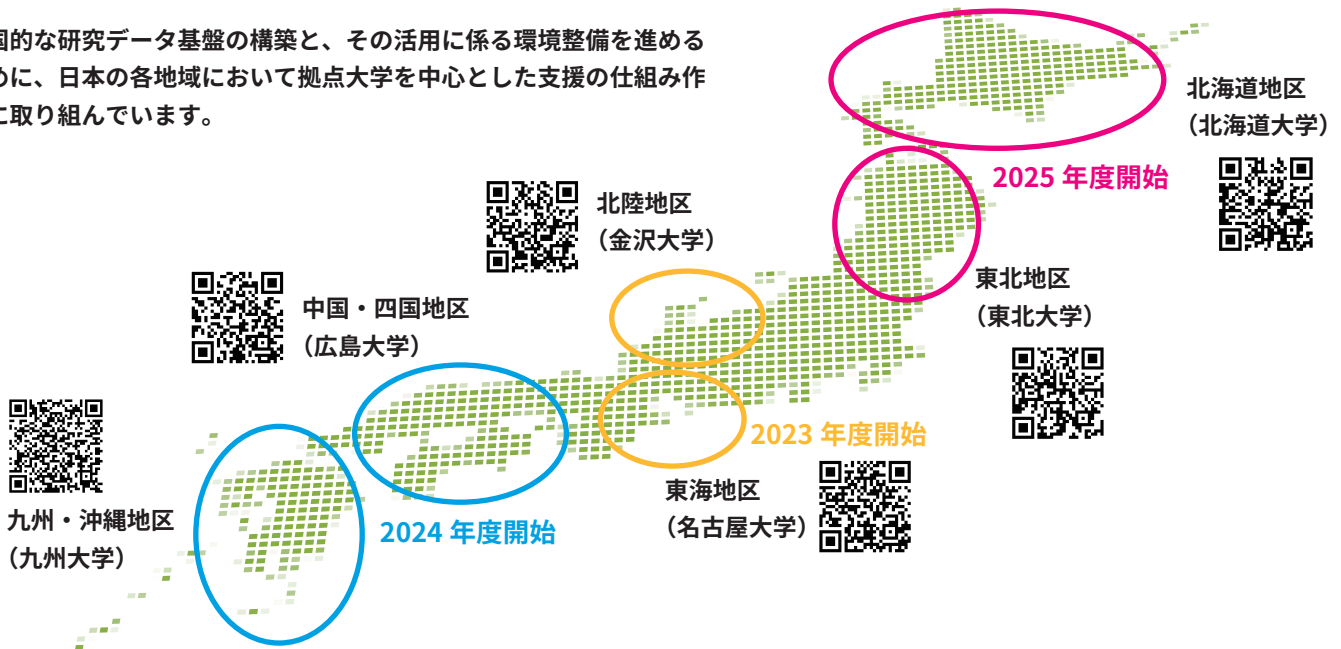 国的な研究データ基盤の構築と、その活用に係る環境整備を進める
めに、日本の各地域において拠点大学を中心とした支援の仕組み作
に取り組んでいます。
北海道地区
（北海道大学）
2025 年度開始
北陸地区
（金沢大学）
東北地区
（東北大学）
中国・四国地区
（広島大学）
2023 年度開始
東海地区
（名古屋大学）
九州・沖縄地区
（九州大学）
2024 年度開始